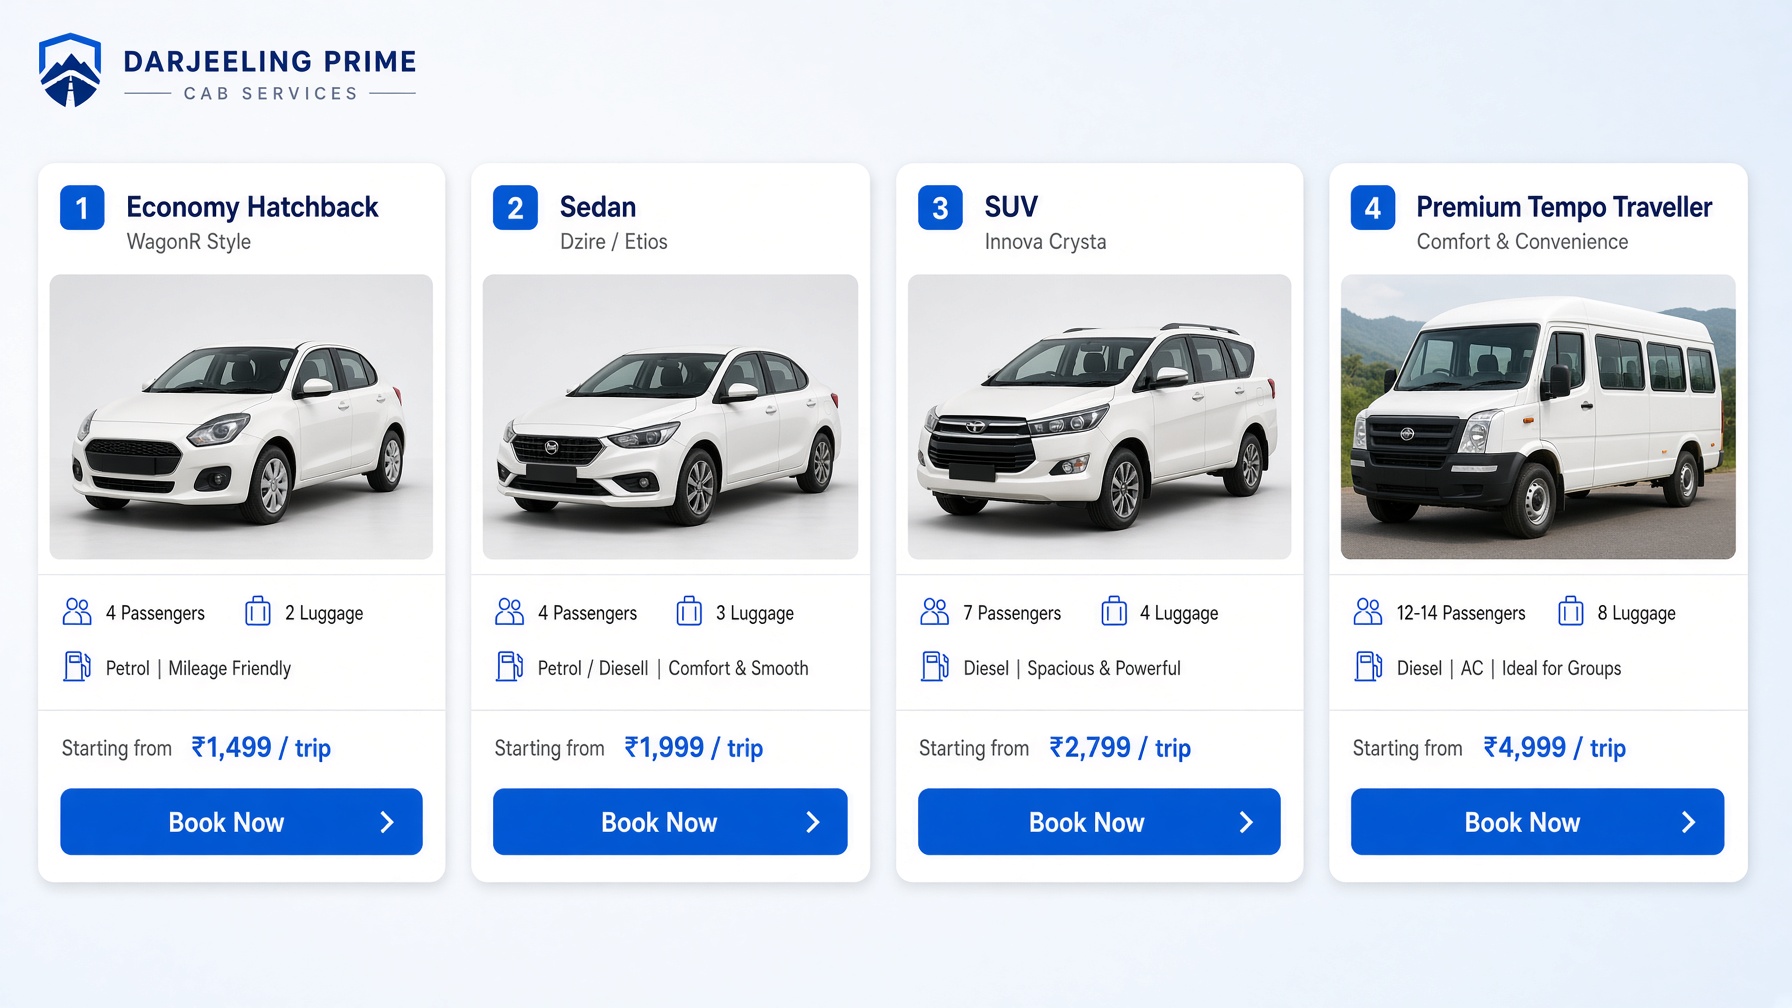 DARJEELING PRIME
CAB SERVICES
1
Economy Hatchback
WagonR Style
4 Passengers
2 Luggage
Petrol | Mileage Friendly
Starting from ₹1,499 / trip
Book Now
2
Sedan
Dzire / Etios
4 Passengers
3 Luggage
Petrol / Diesell | Comfort & Smooth
Starting from ₹1,999 / trip
Book Now
3
SUV
Innova Crysta
7 Passengers
4 Luggage
Diesel | Spacious & Powerful
Starting from ₹2,799 / trip
Book Now
4
Premium Tempo Traveller
Comfort & Convenience
12-14 Passengers
8 Luggage
Diesel | AC | Ideal for Groups
Starting from ₹4,999 / trip
Book Now